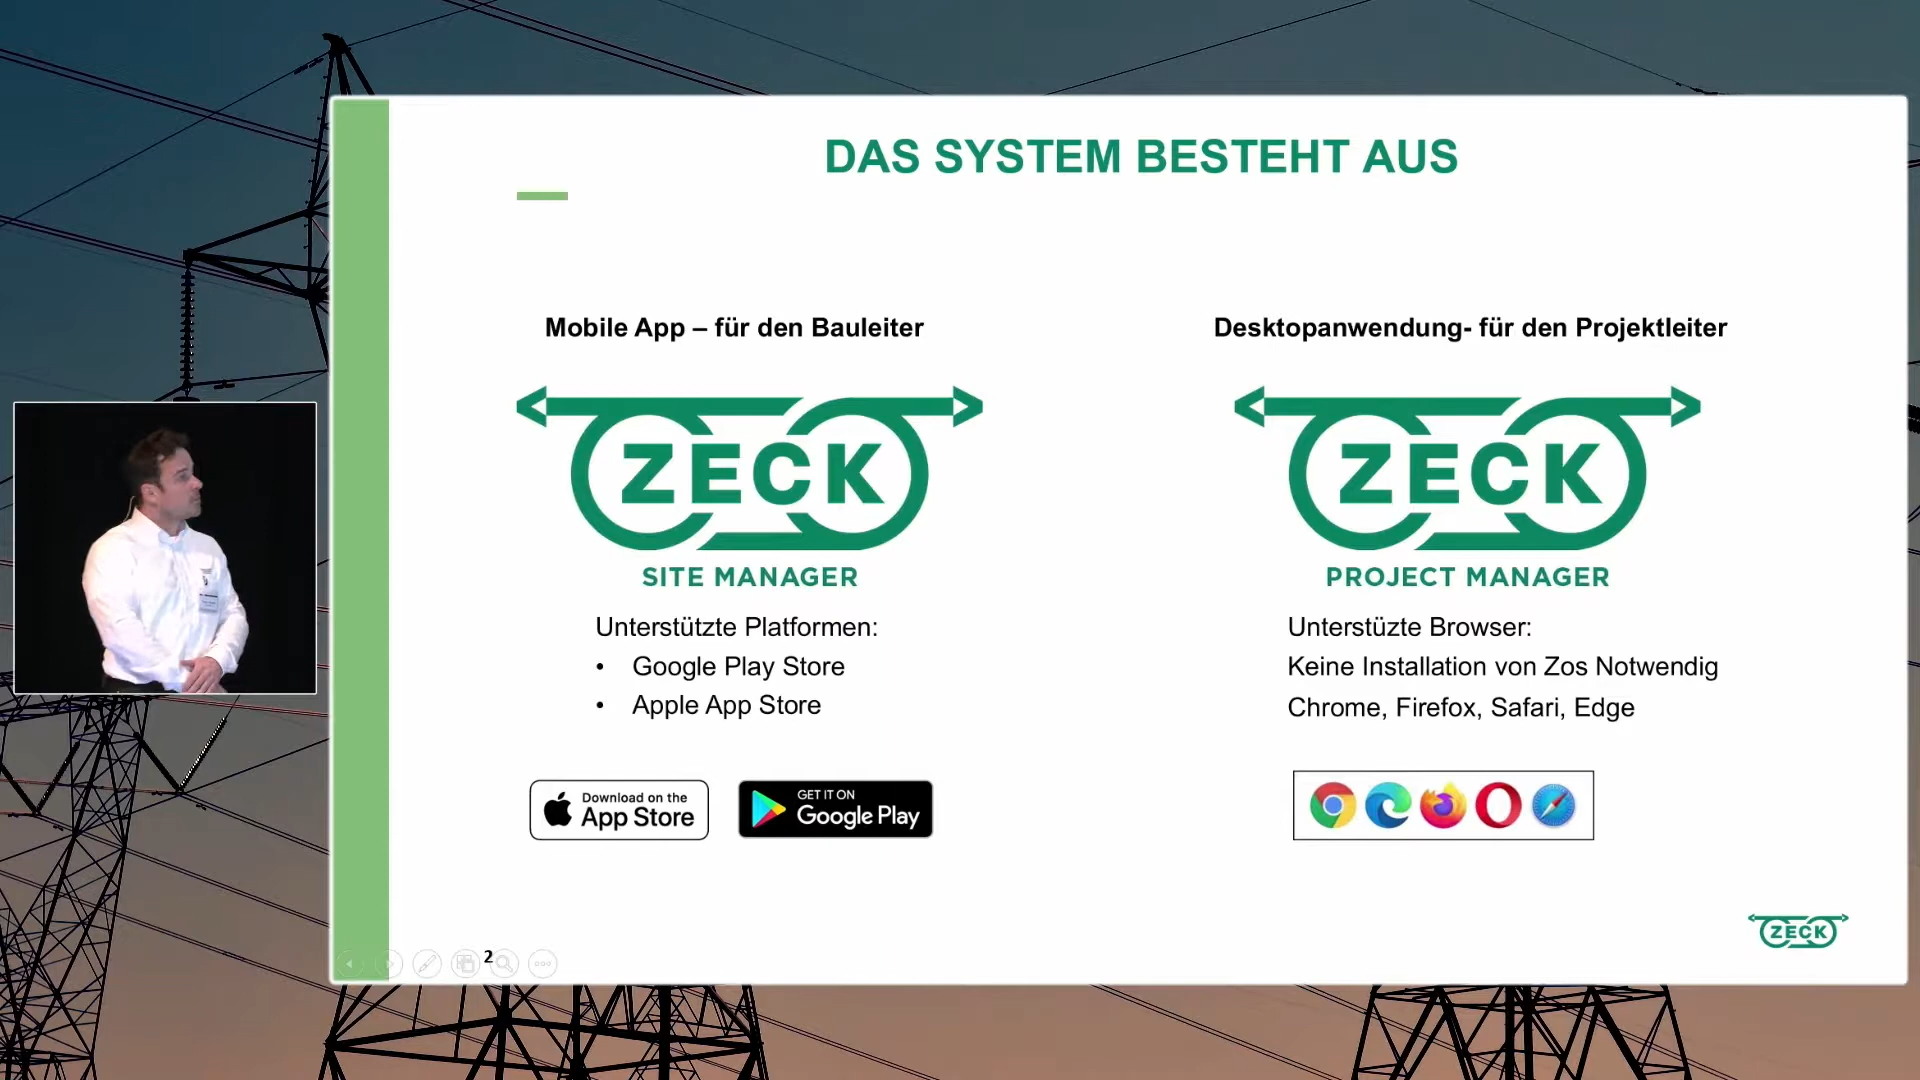 DAS SYSTEM BESTEHT AUS
Mobile App – für den Bauleiter
ZECK
SITE MANAGER
Unterstützte Platformen:
• Google Play Store
• Apple App Store
Download on the
App Store
GET IT ON
Google Play
Desktopanwendung- für den Projektleiter
ZECK
PROJECT MANAGER
Unterstüzte Browser:
Keine Installation von Zos Notwendig
Chrome, Firefox, Safari, Edge
ZECK
2